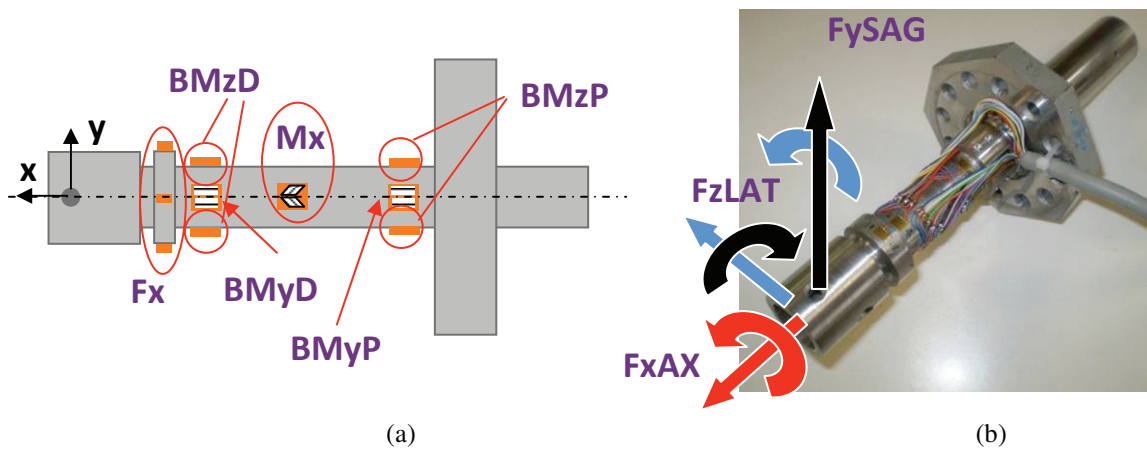 BMzD
BMzP
Mx
y
x
Fx
BMyD
BMyP
(a)
FySAG
FzLAT
FxAX
(b)